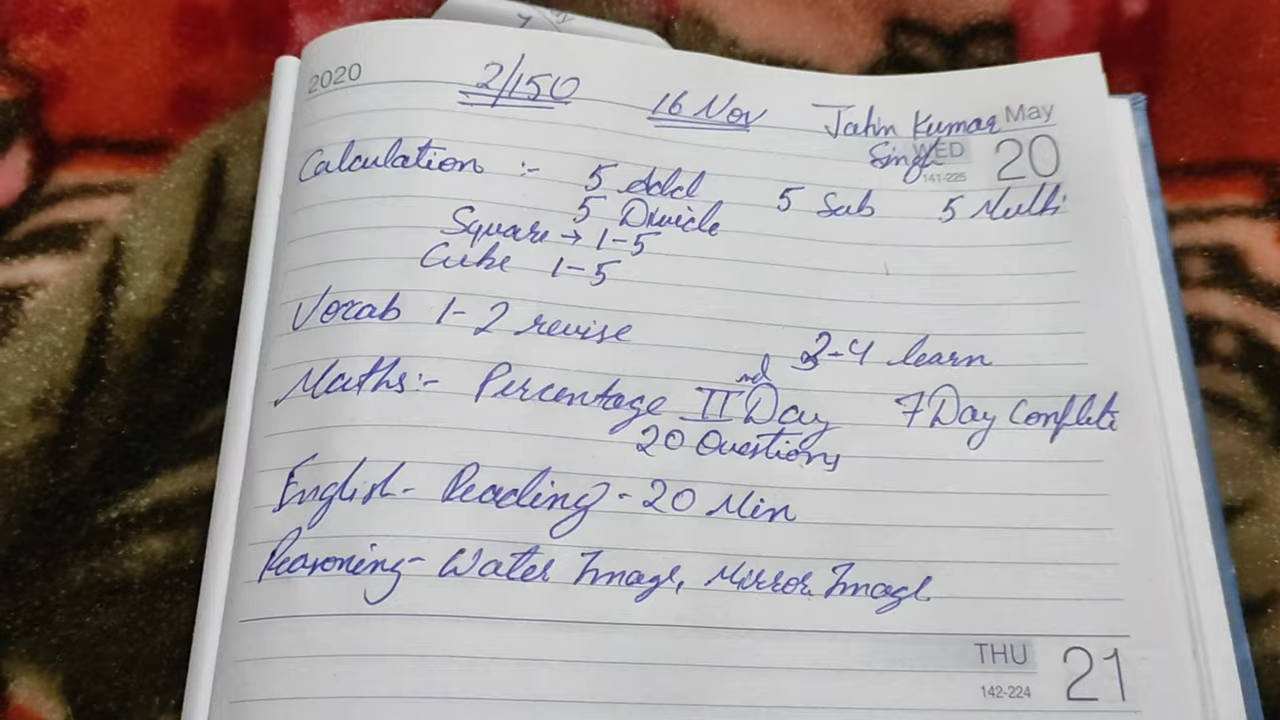 2020 2/150 16 Nov Jatin Kumar May
Singh WED 20
141-225
Calculation :- 5 Add 5 Sub 5 Multi
5 Divide
Square → 1-5
Cube 1-5
Vocab 1-2 revise 3-4 learn
Maths:- Percentage II nd Day 7 Day Complete
20 Questions
English- Reading - 20 Min
Reasoning- Water Image, Mirror Image
THU 21
142-224